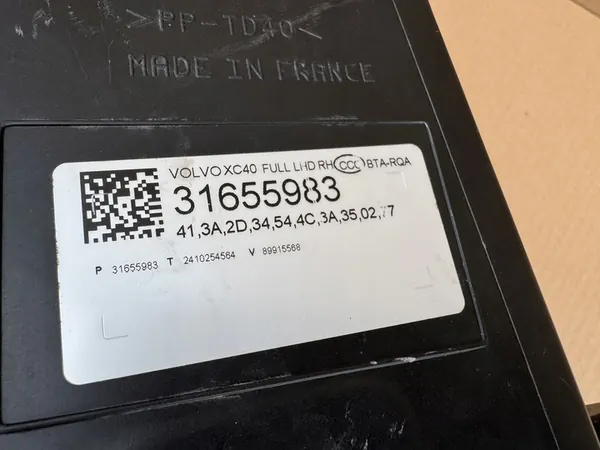 >PP-TD40<
MADE IN FRANCE
VOLVO XC40 FULL LHD RH CCC BTA-RQA
31655983
41,3A,2D,34,54,4C,3A,35,02,77
P 31655983 T 2410254564 V 89915568